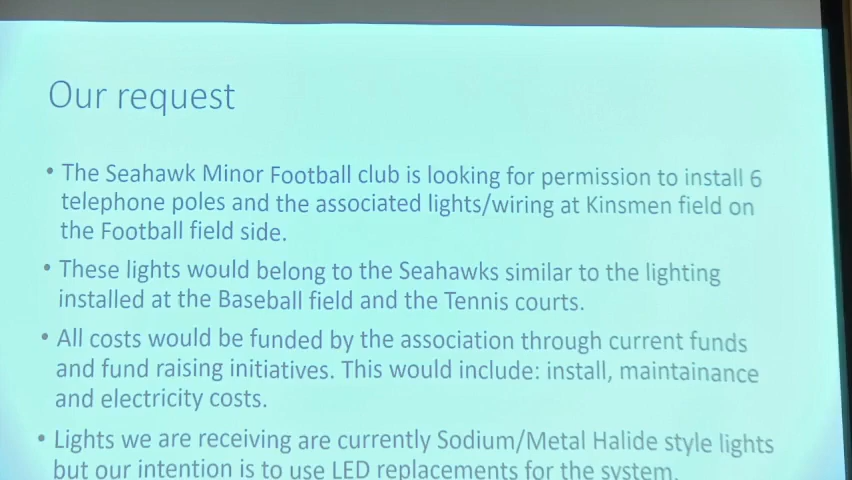 Our request
• The Seahawk Minor Football club is looking for permission to install 6
telephone poles and the associated lights/wiring at Kinsmen field on
the Football field side.
• These lights would belong to the Seahawks similar to the lighting
installed at the Baseball field and the Tennis courts.
• All costs would be funded by the association through current funds
and fund raising initiatives. This would include: install, maintainance
and electricity costs.
• Lights we are receiving are currently Sodium/Metal Halide style lights
but our intention is to use LED replacements for the system.